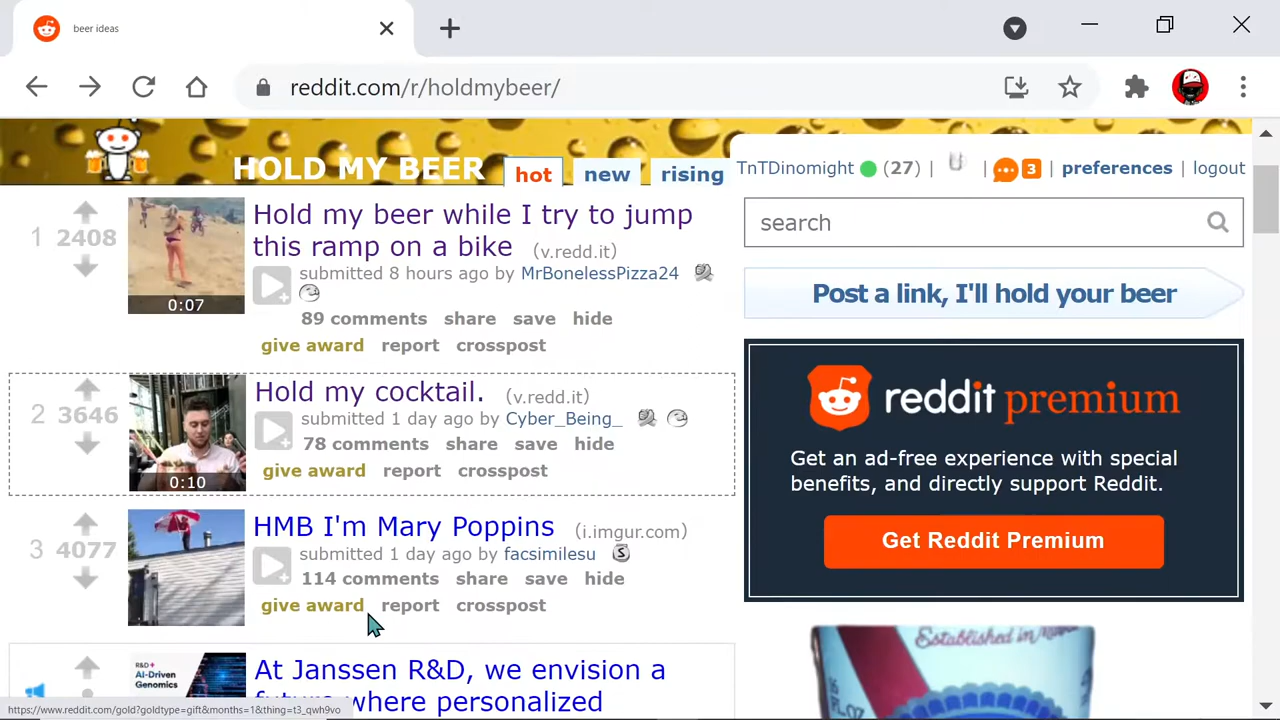 beer ideas
reddit.com/r/holdmybeer/
HOLD MY BEER hot new rising
TnTDinomight (27) | | 3 | preferences | logout
1 2408
0:07
Hold my beer while I try to jump
this ramp on a bike (v.redd.it)
submitted 8 hours ago by MrBonelessPizza24
89 comments share save hide
give award report crosspost
2 3646
0:10
Hold my cocktail. (v.redd.it)
submitted 1 day ago by Cyber_Being_
78 comments share save hide
give award report crosspost
3 4077
HMB I'm Mary Poppins (i.imgur.com)
submitted 1 day ago by facsimilesu S
114 comments share save hide
give award report crosspost
R&D+
AI-Driven
Genomics
At Janssen R&D, we envision a
future where personalized
https://www.reddit.com/gold?goldtype=gift&months=1&thing=t3_qwh9vo
search
Post a link, I'll hold your beer
reddit premium
Get an ad-free experience with special
benefits, and directly support Reddit.
Get Reddit Premium